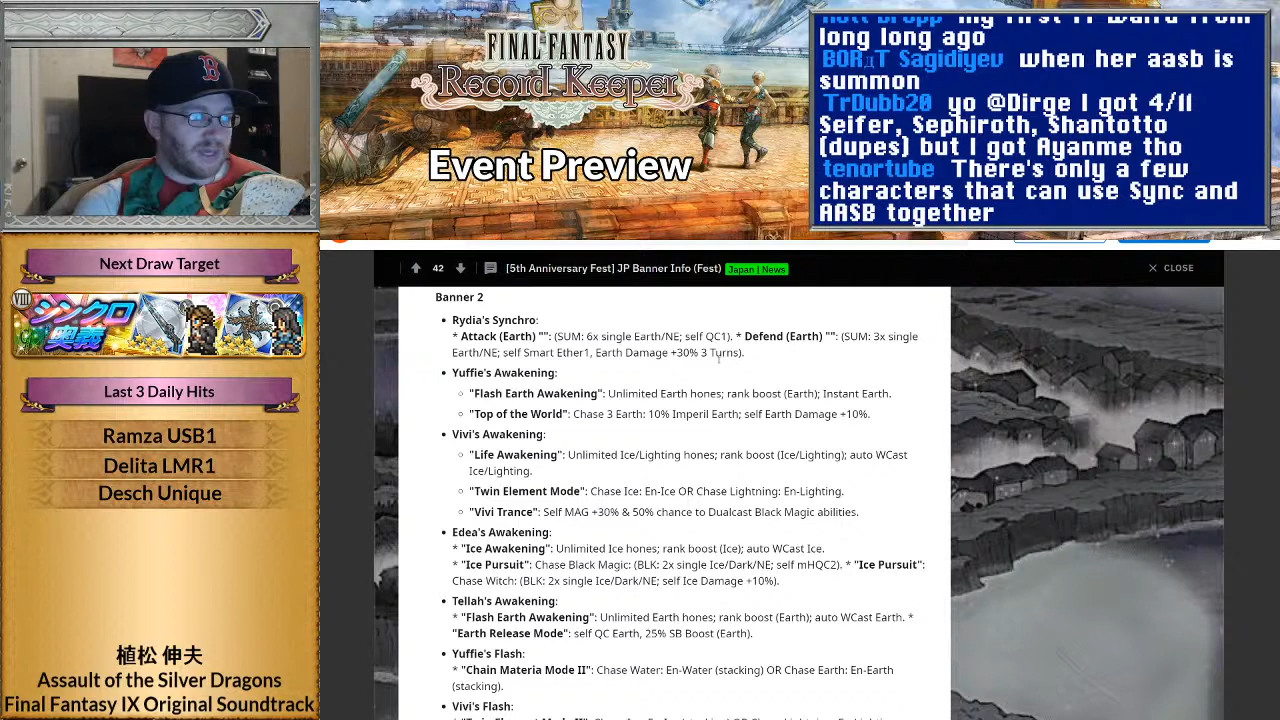 long long ago
BORДT Sagidiyev when her aasb is
summon
TrDubb20 yo @Dirge I got 4/11
Seifer, Sephiroth, Shantotto
(dupes) but I got Ayanme tho
tenortube There's only a few
characters that can use Sync and
AASB together
FINAL FANTASY
Record Keeper
Event Preview
Next Draw Target
VIII
シンクロ
奥義
Last 3 Daily Hits
Ramza USB1
Delita LMR1
Desch Unique
植松 伸夫
Assault of the Silver Dragons
Final Fantasy IX Original Soundtrack
42 [5th Anniversary Fest] JP Banner Info (Fest) Japan | News CLOSE
Banner 2
Rydia's Synchro:
* Attack (Earth) "": (SUM: 6x single Earth/NE; self QC1). * Defend (Earth) "": (SUM: 3x single
Earth/NE; self Smart Ether1, Earth Damage +30% 3 Turns).
Yuffie's Awakening:
"Flash Earth Awakening": Unlimited Earth hones; rank boost (Earth); Instant Earth.
"Top of the World": Chase 3 Earth: 10% Imperil Earth; self Earth Damage +10%.
Vivi's Awakening:
"Life Awakening": Unlimited Ice/Lighting hones; rank boost (Ice/Lighting); auto WCast
Ice/Lighting.
"Twin Element Mode": Chase Ice: En-Ice OR Chase Lightning: En-Lighting.
"Vivi Trance": Self MAG +30% & 50% chance to Dualcast Black Magic abilities.
Edea's Awakening:
* "Ice Awakening": Unlimited Ice hones; rank boost (Ice); auto WCast Ice.
* "Ice Pursuit": Chase Black Magic: (BLK: 2x single Ice/Dark/NE; self mHQC2). * "Ice Pursuit":
Chase Witch: (BLK: 2x single Ice/Dark/NE; self Ice Damage +10%).
Tellah's Awakening:
* "Flash Earth Awakening": Unlimited Earth hones; rank boost (Earth); auto WCast Earth. *
"Earth Release Mode": self QC Earth, 25% SB Boost (Earth).
Yuffie's Flash:
* "Chain Materia Mode II": Chase Water: En-Water (stacking) OR Chase Earth: En-Earth
(stacking).
Vivi's Flash: